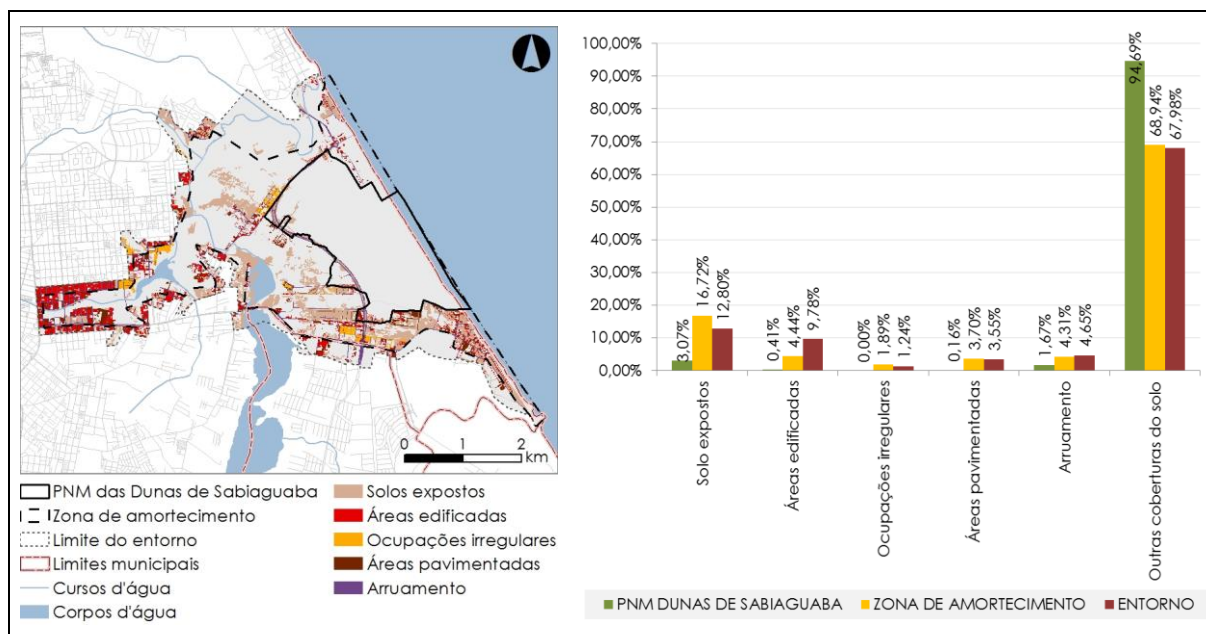 0 1 2
km
PNM das Dunas de Sabiaguaba
Zona de amortecimento
Limite do entorno
Limites municipais
Cursos d'água
Corpos d'água
Solos expostos
Áreas edificadas
Ocupações irregulares
Áreas pavimentadas
Arruamento
100,00%
90,00%
80,00%
70,00%
60,00%
50,00%
40,00%
30,00%
20,00%
10,00%
0,00%
3,07%
16,72%
12,80%
0,41%
4,44%
9,78%
0,00%
1,89%
1,24%
0,16%
3,70%
3,55%
1,67%
4,31%
4,65%
94,69%
68,94%
67,98%
Solo expostos
Áreas edificadas
Ocupações irregulares
Áreas pavimentadas
Arruamento
Outras coberturas do solo
PNM DUNAS DE SABIAGUABA
ZONA DE AMORTECIMENTO
ENTORNO